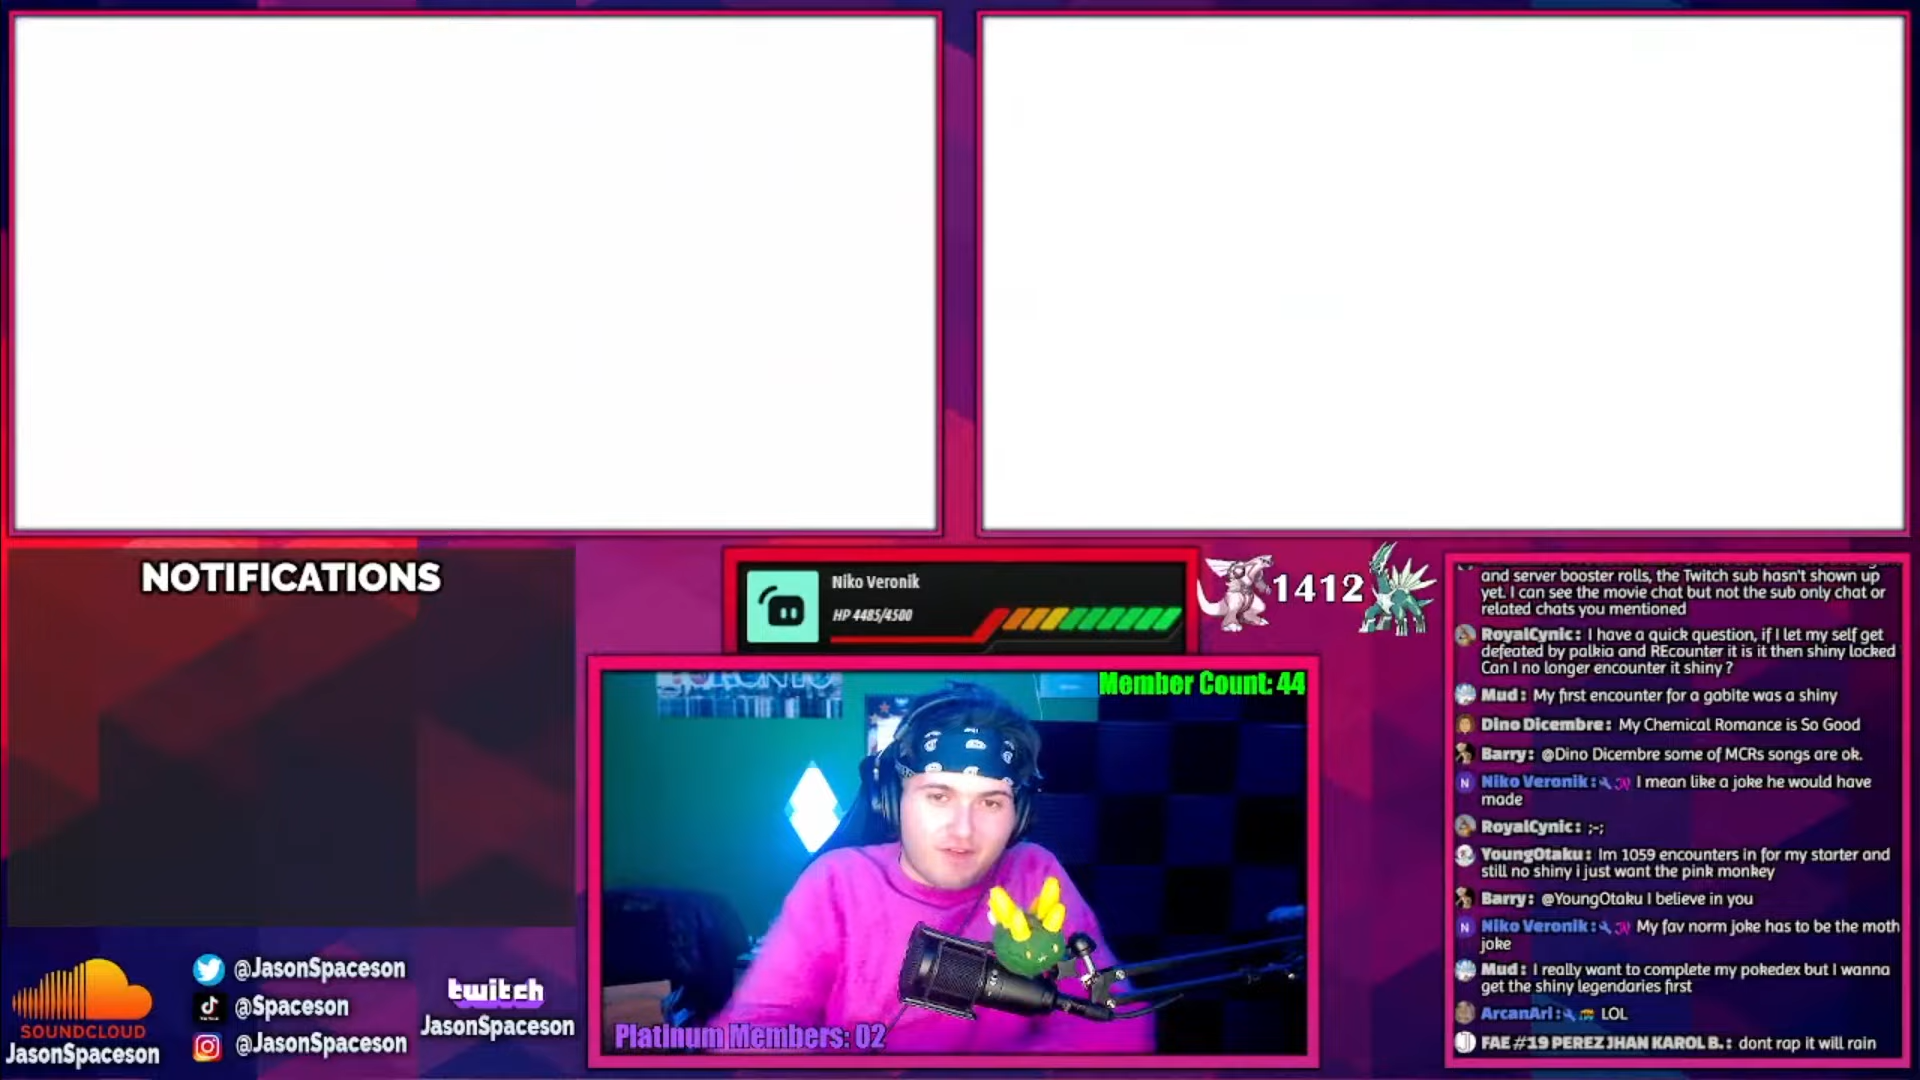 NOTIFICATIONS
Niko Veronik
HP 4485/4500
1412
and server booster rolls, the Twitch sub hasn't shown up
yet. I can see the movie chat but not the sub only chat or
related chats you mentioned
RoyalCynic: I have a quick question, if I let my self get
defeated by palkia and REcounter it is it then shiny locked
Can I no longer encounter it shiny ?
Mud: My first encounter for a gabite was a shiny
Dino Dicembre: My Chemical Romance is So Good
Barry: @Dino Dicembre some of MCRs songs are ok.
Niko Veronik: I mean like a joke he would have
made
RoyalCynic: ;-;
YoungOtaku: Im 1059 encounters in for my starter and
still no shiny i just want the pink monkey
Barry: @YoungOtaku I believe in you
Niko Veronik: My fav norm joke has to be the moth
joke
Mud: I really want to complete my pokedex but I wanna
get the shiny legendaries first
ArcanAri: LOL
FAE #19 PEREZ JHAN KAROL B.: dont rap it will rain
Member Count: 44
Platinum Members: 02
SOUNDCLOUD
JasonSpaceson
@JasonSpaceson
@Spaceson
@JasonSpaceson
twitch
JasonSpaceson